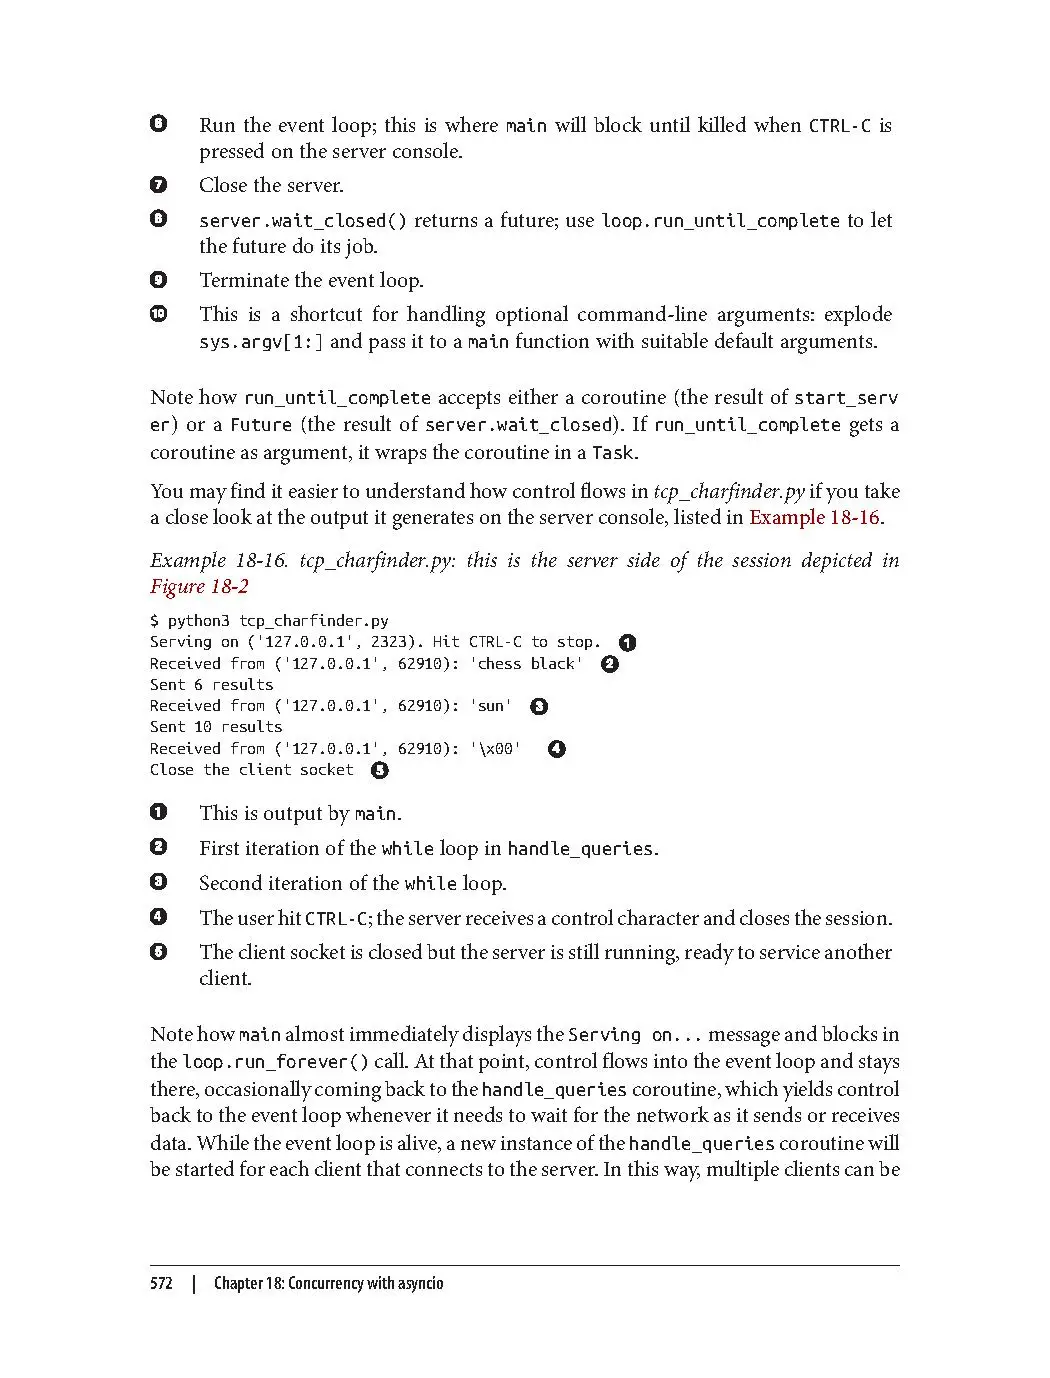 ❻ Run the event loop; this is where main will block until killed when CTRL-C is
pressed on the server console.
❼ Close the server.
❽ server.wait_closed() returns a future; use loop.run_until_complete to let
the future do its job.
❾ Terminate the event loop.
❿ This is a shortcut for handling optional command-line arguments: explode
sys.argv[1:] and pass it to a main function with suitable default arguments.
Note how run_until_complete accepts either a coroutine (the result of start_serv
er) or a Future (the result of server.wait_closed). If run_until_complete gets a
coroutine as argument, it wraps the coroutine in a Task.
You may find it easier to understand how control flows in tcp_charfinder.py if you take
a close look at the output it generates on the server console, listed in Example 18-16.
Example 18-16. tcp_charfinder.py: this is the server side of the session depicted in
Figure 18-2
$ python3 tcp_charfinder.py
Serving on ('127.0.0.1', 2323). Hit CTRL-C to stop. ❶
Received from ('127.0.0.1', 62910): 'chess black' ❷
Sent 6 results
Received from ('127.0.0.1', 62910): 'sun' ❸
Sent 10 results
Received from ('127.0.0.1', 62910): '\x00' ❹
Close the client socket ❺
❶ This is output by main.
❷ First iteration of the while loop in handle_queries.
❸ Second iteration of the while loop.
❹ The user hit CTRL-C; the server receives a control character and closes the session.
❺ The client socket is closed but the server is still running, ready to service another
client.
Note how main almost immediately displays the Serving on... message and blocks in
the loop.run_forever() call. At that point, control flows into the event loop and stays
there, occasionally coming back to the handle_queries coroutine, which yields control
back to the event loop whenever it needs to wait for the network as it sends or receives
data. While the event loop is alive, a new instance of the handle_queries coroutine will
be started for each client that connects to the server. In this way, multiple clients can be
572 | Chapter 18: Concurrency with asyncio